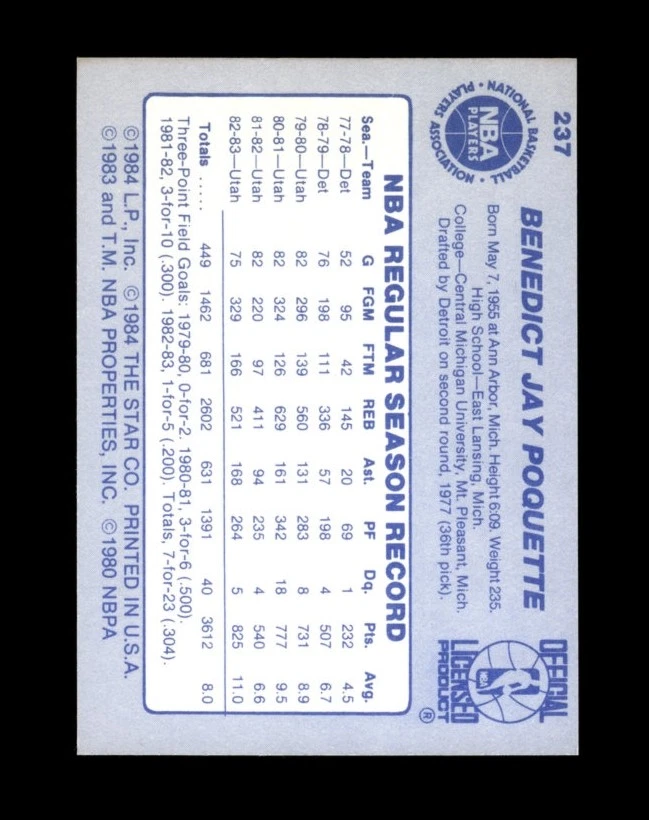 237
BENEDICT JAY POQUETTE
Born May 7, 1955 at Ann Arbor, Mich. Height 6:09. Weight 235.
High School—East Lansing, Mich.
College—Central Michigan University, Mt. Pleasant, Mich.
Drafted by Detroit on second round, 1977 (36th pick).
NATIONAL BASKETBALL
NBA
PLAYERS
PLAYERS ASSOCIATION
OFFICIAL
NBA
LICENSED
PRODUCT
®
NBA REGULAR SEASON RECORD
Sea.—Team G FGM FTM REB Ast. PF Dq. Pts. Avg.
77-78—Det 52 95 42 145 20 69 1 232 4.5
78-79—Det 76 198 111 336 57 198 4 507 6.7
79-80—Utah 82 296 139 560 131 283 8 731 8.9
80-81—Utah 82 324 126 629 161 342 18 777 9.5
81-82—Utah 82 220 97 411 94 235 4 540 6.6
82-83—Utah 75 329 166 521 168 264 5 825 11.0
Totals ..... 449 1462 681 2602 631 1391 40 3612 8.0
Three-Point Field Goals: 1979-80, 0-for-2. 1980-81, 3-for-6 (.500).
1981-82, 3-for-10 (.300). 1982-83, 1-for-5 (.200). Totals, 7-for-23 (.304).
©1984 L.P., Inc. ©1984 THE STAR CO. PRINTED IN U.S.A.
©1983 and T.M. NBA PROPERTIES, INC. ©1980 NBPA